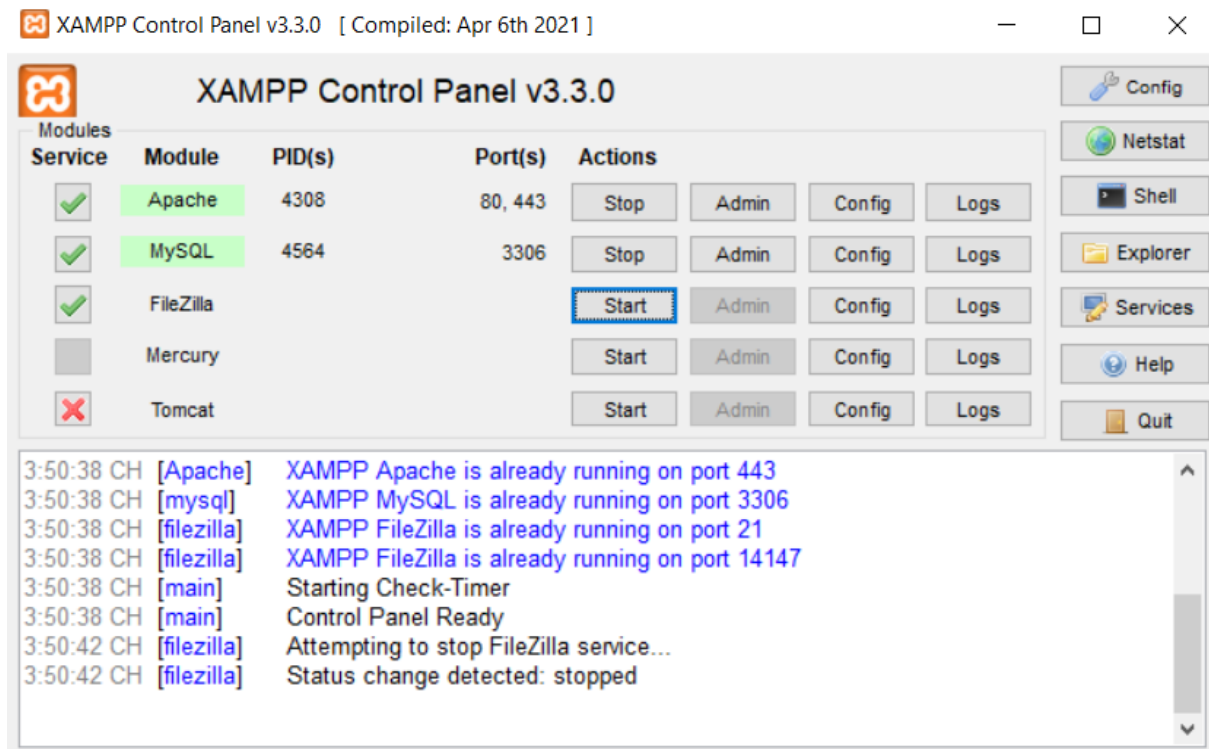 XAMPP Control Panel v3.3.0 [ Compiled: Apr 6th 2021 ]
XAMPP Control Panel v3.3.0
Config
Modules
Netstat
Service Module PID(s) Port(s) Actions
Apache 4308 80, 443 Stop Admin Config Logs
Shell
MySQL 4564 3306 Stop Admin Config Logs
Explorer
FileZilla Start Admin Config Logs
Services
Mercury Start Admin Config Logs
Help
Tomcat Start Admin Config Logs
Quit
3:50:38 CH [Apache] XAMPP Apache is already running on port 443
3:50:38 CH [mysql] XAMPP MySQL is already running on port 3306
3:50:38 CH [filezilla] XAMPP FileZilla is already running on port 21
3:50:38 CH [filezilla] XAMPP FileZilla is already running on port 14147
3:50:38 CH [main] Starting Check-Timer
3:50:38 CH [main] Control Panel Ready
3:50:42 CH [filezilla] Attempting to stop FileZilla service...
3:50:42 CH [filezilla] Status change detected: stopped